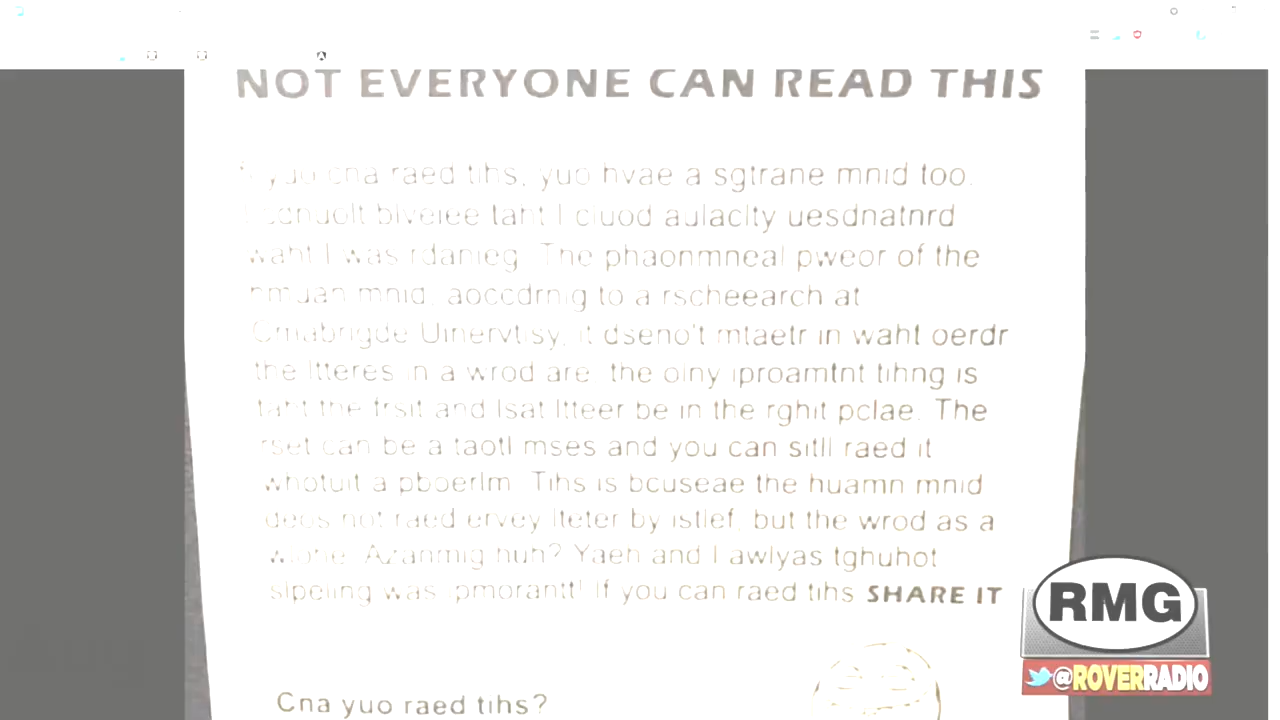 NOT EVERYONE CAN READ THIS
yuo cna raed tihs, yuo hvae a sgtrane mnid too.
I cdnuolt blveiee taht I cluod aulaclty uesdnatnrd
waht I was rdanieg. The phaonmneal pweor of the
hmuan mnid, aoccdrnig to a rscheearch at
Cmabrigde Uinervtisy, it dseno't mtaetr in waht oerdr
the ltteres in a wrod are, the olny iproamtnt tihng is
taht the frsit and lsat ltteer be in the rghit pclae. The
rset can be a taotl mses and you can sitll raed it
whotuit a pboerlm. Tihs is bcuseae the huamn mnid
deos not raed ervey lteter by istlef, but the wrod as a
wlohe. Azanmig huh? Yaeh and I awlyas tghuhot
slpeling was ipmorantt! If you can raed tihs SHARE IT
Cna yuo raed tihs?
RMG
@ROVERRADIO